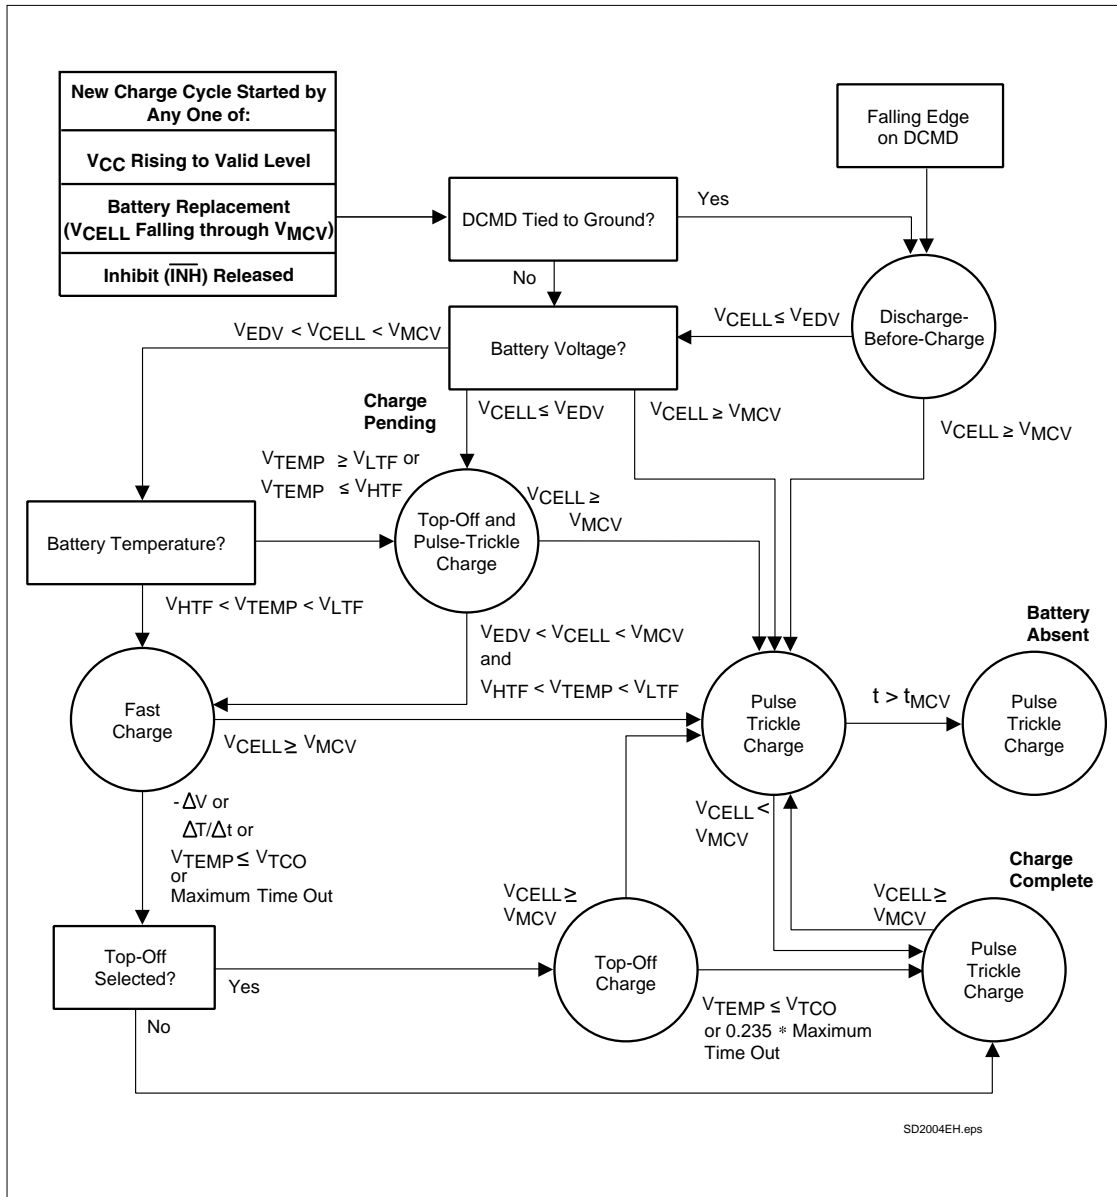 New Charge Cycle Started by
Any One of:
VCC Rising to Valid Level
Battery Replacement
(VCELL Falling through VMCV)
Inhibit (INH) Released
DCMD Tied to Ground?
Yes
No
Falling Edge
on DCMD
Discharge-
Before-Charge
VCELL ≤ VEDV
VEDV < VCELL < VMCV
Battery Voltage?
Charge
Pending
VCELL ≤ VEDV
VCELL ≥ VMCV
VCELL ≥ VMCV
VTEMP ≥ VLTF or
VTEMP ≤ VHTF
Battery Temperature?
Top-Off and
Pulse-Trickle
Charge
VCELL ≥
VMCV
VHTF < VTEMP < VLTF
VEDV < VCELL < VMCV
and
VHTF < VTEMP < VLTF
Battery
Absent
Fast
Charge
VCELL ≥ VMCV
Pulse
Trickle
Charge
t > tMCV
Pulse
Trickle
Charge
- ΔV or
ΔT/Δt or
VTEMP ≤ VTCO
or
Maximum Time Out
VCELL <
VMCV
Charge
Complete
VCELL ≥
VMCV
VCELL ≥
VMCV
Top-Off
Selected?
Yes
No
Top-Off
Charge
VTEMP ≤ VTCO
or 0.235 * Maximum
Time Out
Pulse
Trickle
Charge
SD2004EH.eps